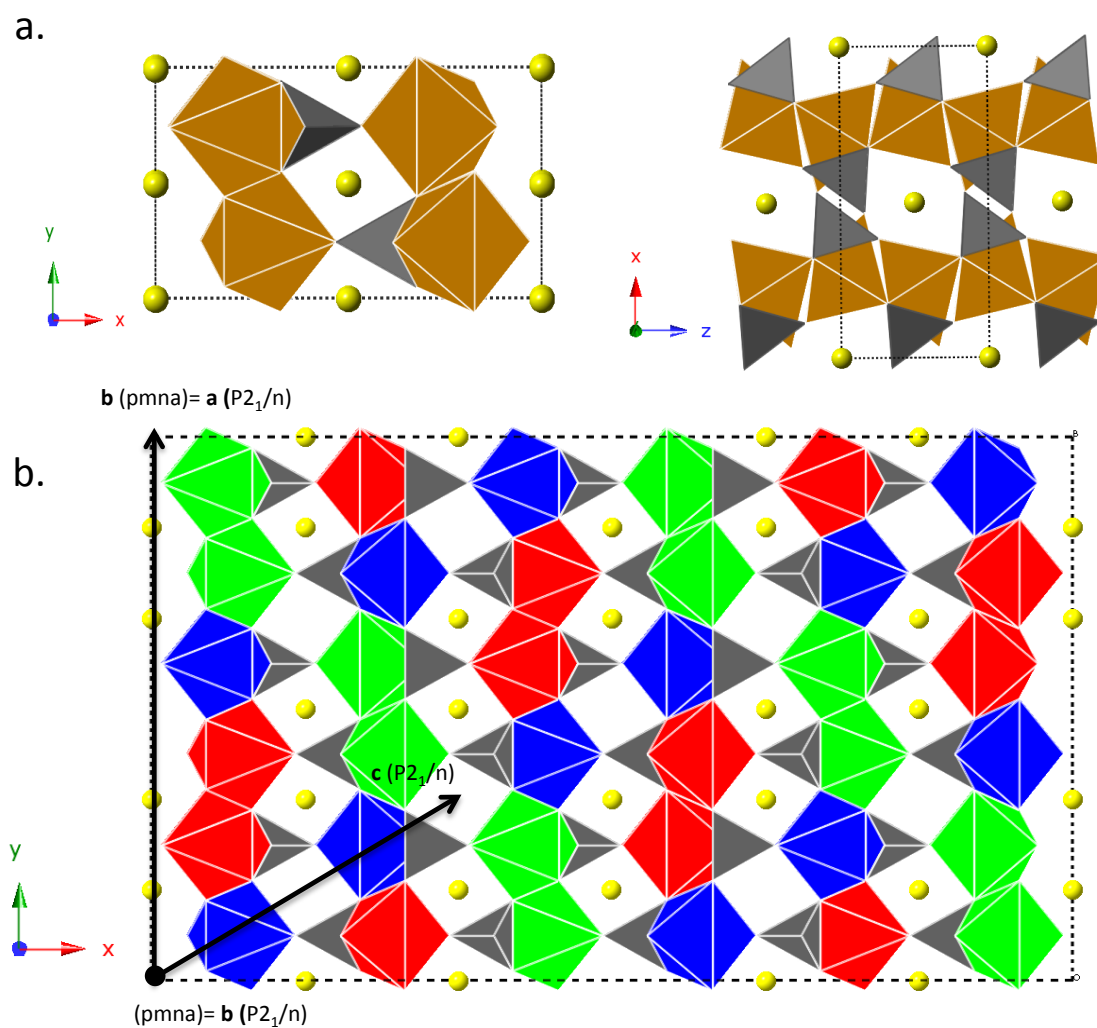 a.
y
x
x
z
b (pmna)= a (P2₁/n)
b.
B
c (P2₁/n)
y
x
O
(pmna)= b (P2₁/n)